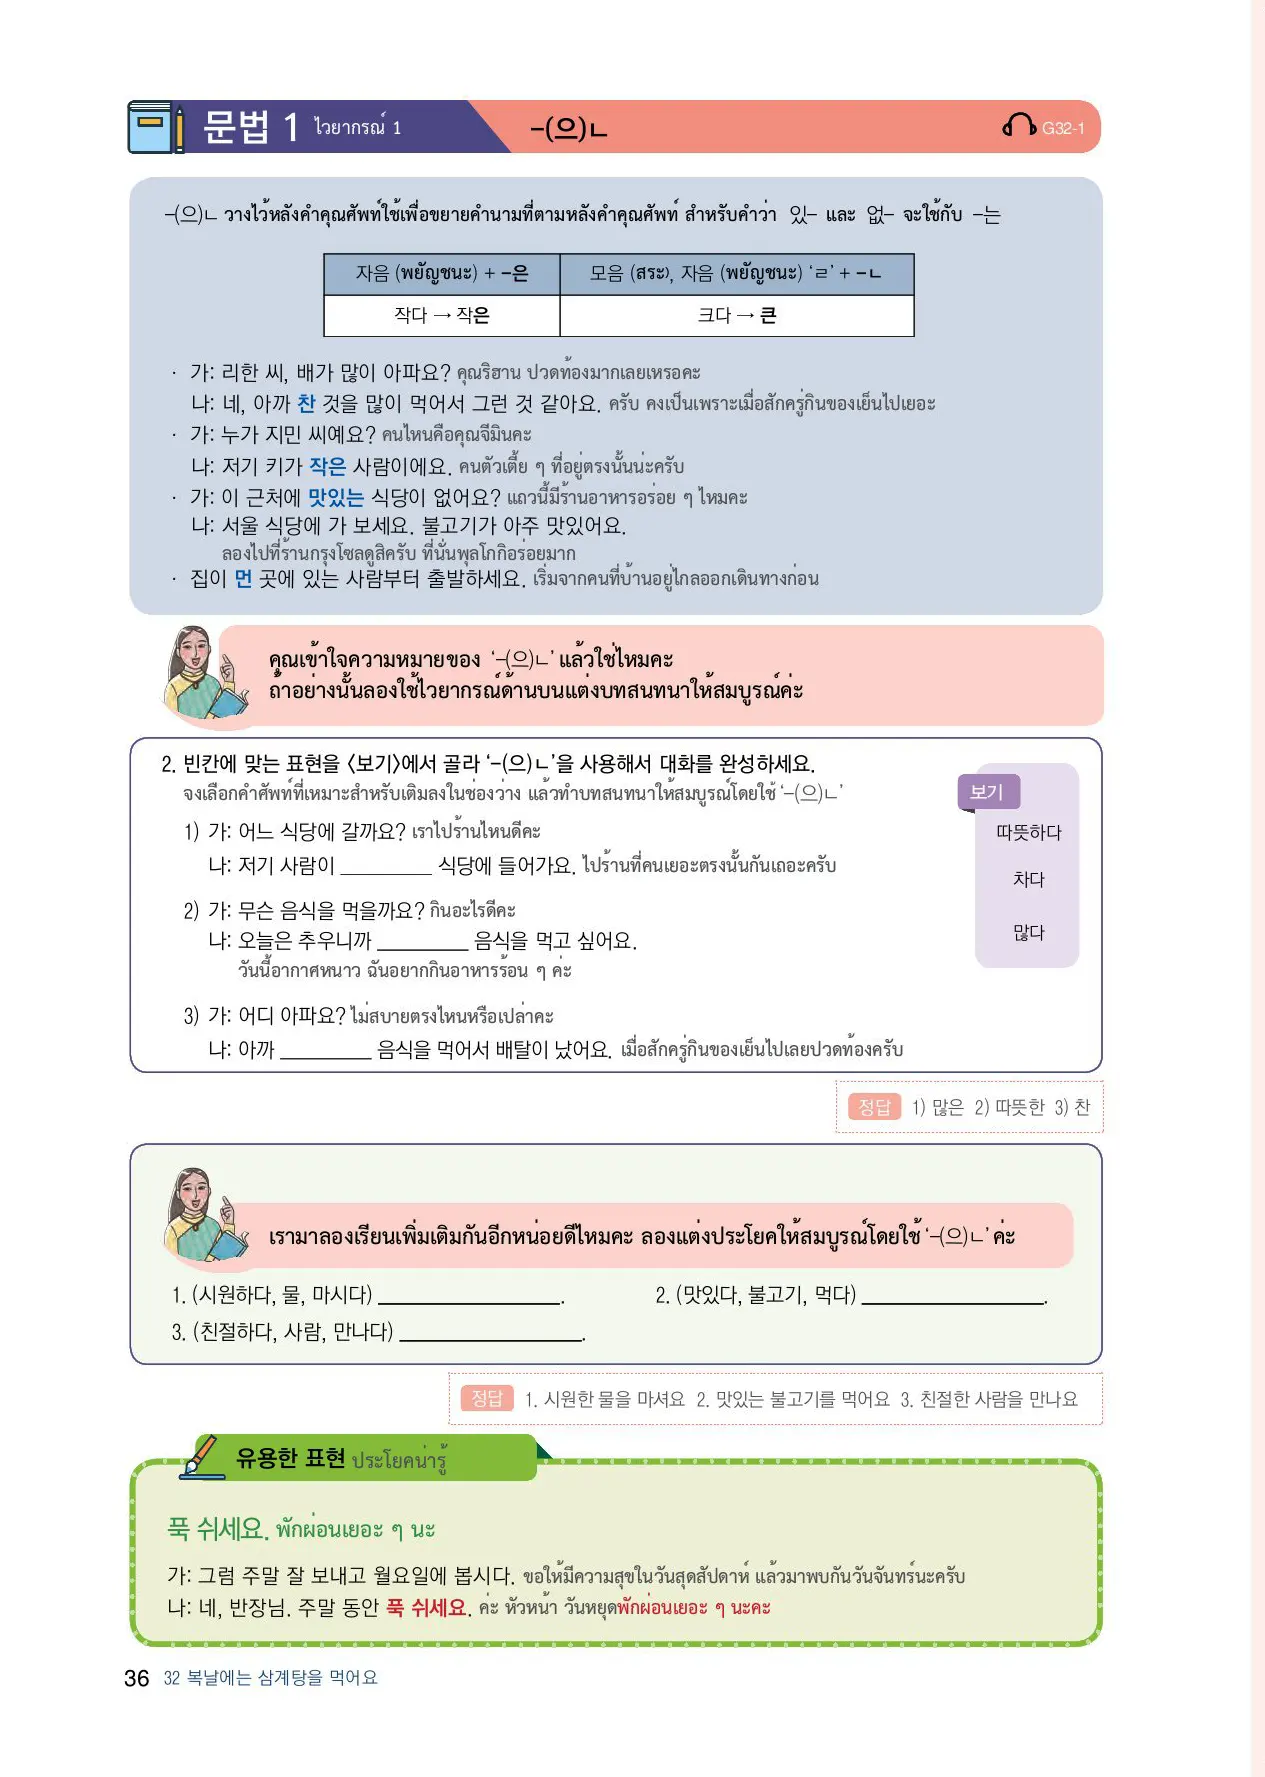 문법 1 ไวยากรณ์ 1 -(으)ㄴ G32-1
-(으)ㄴ วางไว้หลังคำคุณศัพท์ใช้เพื่อขยายคำนามที่ตามหลังคำคุณศัพท์ สำหรับคำว่า 있- และ 없- จะใช้กับ -는
자음 (พยัญชนะ) + -은 모음 (สระ), 자음 (พยัญชนะ) ‘ㄹ’ + -ㄴ
작다 → 작은 크다 → 큰
· 가: 리한 씨, 배가 많이 아파요? คุณริฮาน ปวดท้องมากเลยเหรอคะ
나: 네, 아까 찬 것을 많이 먹어서 그런 것 같아요. ครับ คงเป็นเพราะเมื่อสักครู่กินของเย็นไปเยอะ
· 가: 누가 지민 씨예요? คนไหนคือคุณจีมินคะ
나: 저기 키가 작은 사람이에요. คนตัวเตี้ย ๆ ที่อยู่ตรงนั้นน่ะครับ
· 가: 이 근처에 맛있는 식당이 없어요? แถวนี้มีร้านอาหารอร่อย ๆ ไหมคะ
나: 서울 식당에 가 보세요. 불고기가 아주 맛있어요.
ลองไปที่ร้านกรุงโซลดูสิครับ ที่นั่นพุลโกกิอร่อยมาก
· 집이 먼 곳에 있는 사람부터 출발하세요. เริ่มจากคนที่บ้านอยู่ไกลออกเดินทางก่อน
คุณเข้าใจความหมายของ ‘-(으)ㄴ’ แล้วใช่ไหมคะ
ถ้าอย่างนั้นลองใช้ไวยากรณ์ด้านบนแต่งบทสนทนาให้สมบูรณ์ค่ะ
2. 빈칸에 맞는 표현을 〈보기〉에서 골라 ‘-(으)ㄴ’을 사용해서 대화를 완성하세요.
จงเลือกคำศัพท์ที่เหมาะสำหรับเติมลงในช่องว่าง แล้วทำบทสนทนาให้สมบูรณ์โดยใช้ ‘-(으)ㄴ’
보기
따뜻하다
차다
많다
1) 가: 어느 식당에 갈까요? เราไปร้านไหนดีคะ
나: 저기 사람이 _________ 식당에 들어가요. ไปร้านที่คนเยอะตรงนั้นกันเถอะครับ
2) 가: 무슨 음식을 먹을까요? กินอะไรดีคะ
나: 오늘은 추우니까 _________ 음식을 먹고 싶어요.
วันนี้อากาศหนาว ฉันอยากกินอาหารร้อน ๆ ค่ะ
3) 가: 어디 아파요? ไม่สบายตรงไหนหรือเปล่าคะ
나: 아까 _________ 음식을 먹어서 배탈이 났어요. เมื่อสักครู่กินของเย็นไปเลยปวดท้องครับ
정답 1) 많은 2) 따뜻한 3) 찬
เรามาลองเรียนเพิ่มเติมกันอีกหน่อยดีไหมคะ ลองแต่งประโยคให้สมบูรณ์โดยใช้ ‘-(으)ㄴ’ ค่ะ
1. (시원하다, 물, 마시다) __________________. 2. (맛있다, 불고기, 먹다) __________________.
3. (친절하다, 사람, 만나다) __________________.
정답 1. 시원한 물을 마셔요 2. 맛있는 불고기를 먹어요 3. 친절한 사람을 만나요
유용한 표현 ประโยคน่ารู้
푹 쉬세요. พักผ่อนเยอะ ๆ นะ
가: 그럼 주말 잘 보내고 월요일에 봅시다. ขอให้มีความสุขในวันสุดสัปดาห์ แล้วมาพบกันวันจันทร์นะครับ
나: 네, 반장님. 주말 동안 푹 쉬세요. ค่ะ หัวหน้า วันหยุดพักผ่อนเยอะ ๆ นะคะ
36 32 복날에는 삼계탕을 먹어요